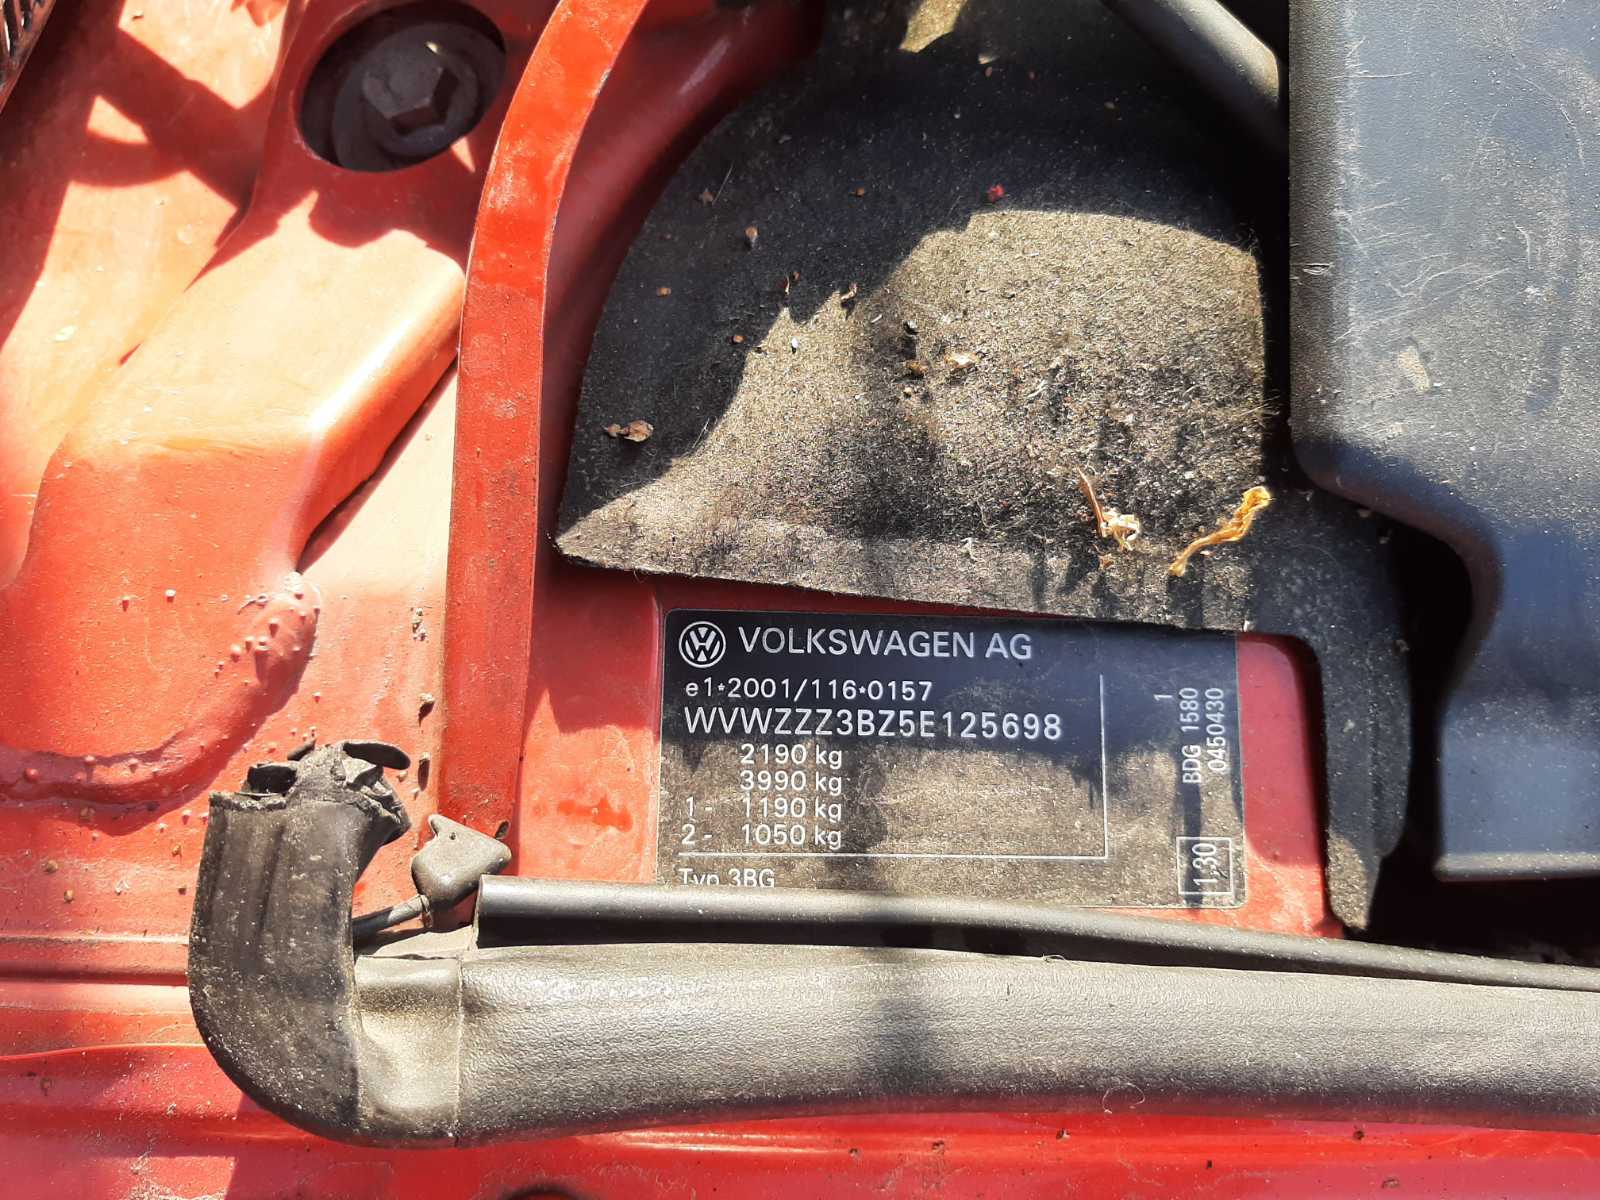 VOLKSWAGEN AG
e1*2001/116*0157
WVWZZZ3BZ5E125698
2190 kg
3990 kg
1 - 1190 kg
2 - 1050 kg
Typ 3BG
1
BDG 1580
0450430
1,30